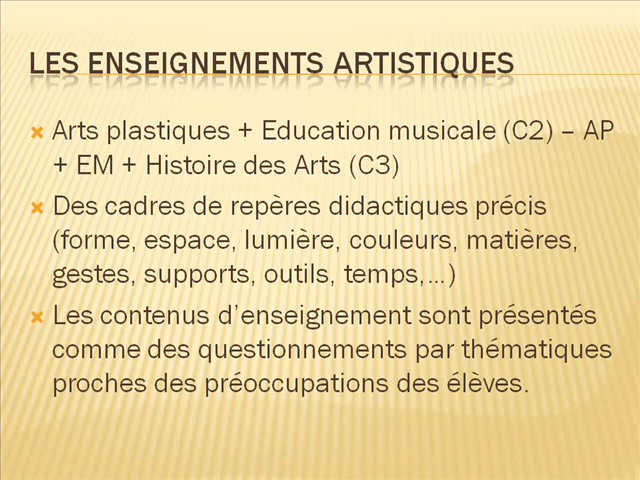 LES ENSEIGNEMENTS ARTISTIQUES
Arts plastiques + Education musicale (C2) – AP
+ EM + Histoire des Arts (C3)
Des cadres de repères didactiques précis
(forme, espace, lumière, couleurs, matières,
gestes, supports, outils, temps,...)
Les contenus d'enseignement sont présentés
comme des questionnements par thématiques
proches des préoccupations des élèves.